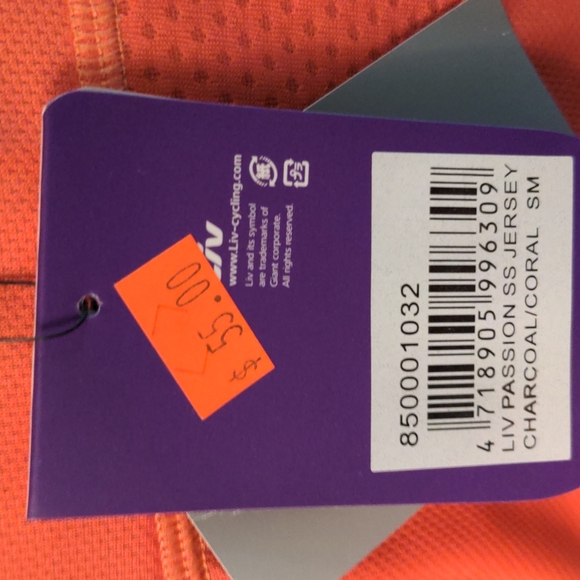 Liv
www.Liv-cycling.com
Liv and its symbol
are trademarks of
Giant corporate.
All rights reserved.
$55.00
850001032
4 718905 996309
LIV PASSION SS JERSEY
CHARCOAL/CORAL SM